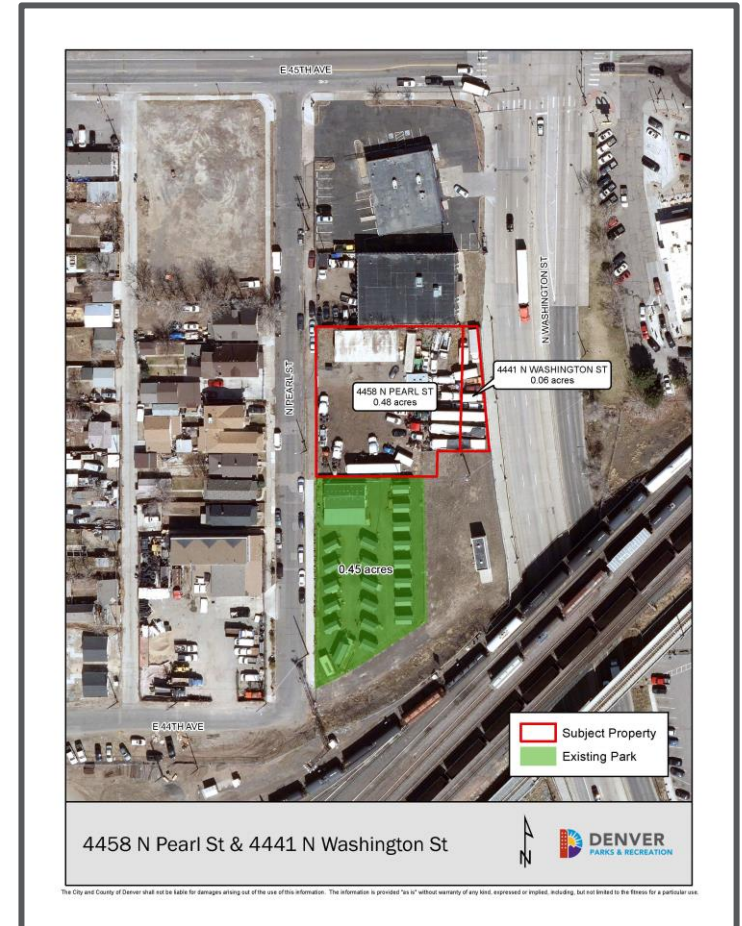 E 45TH AVE
N WASHINGTON ST
N PEARL ST
4441 N WASHINGTON ST
0.06 acres
4458 N PEARL ST
0.48 acres
0.45 acres
E 44TH AVE
Subject Property
Existing Park
4458 N Pearl St & 4441 N Washington St
N
DENVER
PARKS & RECREATION
The City and County of Denver shall not be liable for damages arising out of the use of this information. The information is provided "as is" without warranty of any kind, expressed or implied, including, but not limited to the fitness for a particular use.